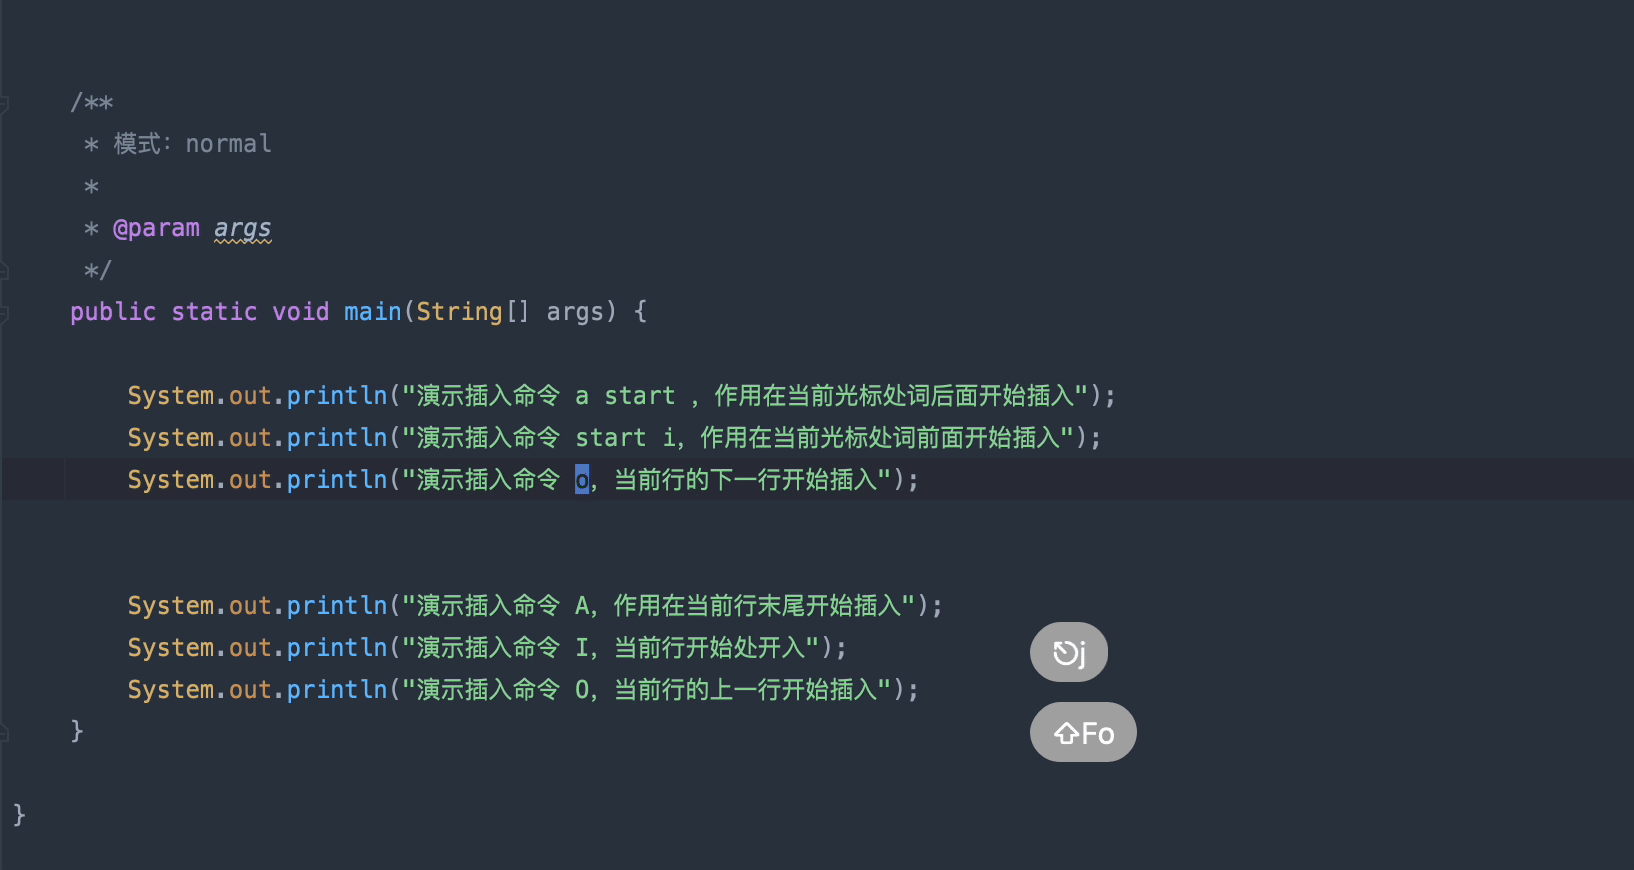 /**
 * 模式：normal
 *
 * @param args
 */
public static void main(String[] args) {
System.out.println("演示插入命令 a start ，作用在当前光标处词后面开始插入");
System.out.println("演示插入命令 start i，作用在当前光标处词前面开始插入");
System.out.println("演示插入命令 o，当前行的下一行开始插入");
System.out.println("演示插入命令 A，作用在当前行末尾开始插入");
System.out.println("演示插入命令 I，当前行开始处开入");
System.out.println("演示插入命令 O，当前行的上一行开始插入");
}
}
⎋j
⇧Fo